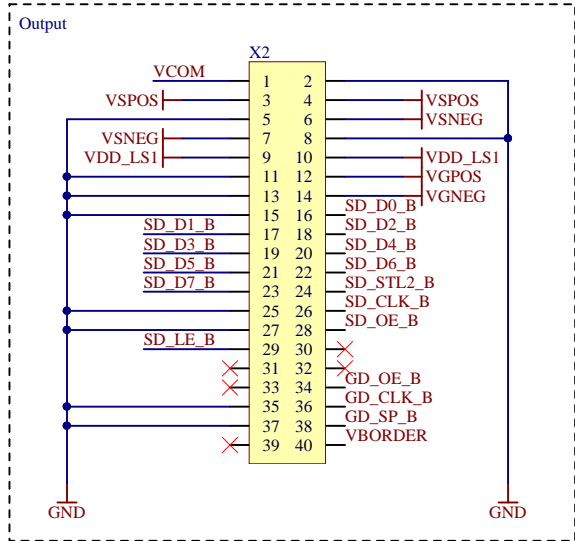 Output
X2
VCOM 1 2
VSPOS 3 4 VSPOS
5 6 VSNEG
VSNEG 7 8
VDD_LS1 9 10 VDD_LS1
11 12 VGPOS
13 14 VGNEG
15 16 SD_D0_B
SD_D1_B 17 18 SD_D2_B
SD_D3_B 19 20 SD_D4_B
SD_D5_B 21 22 SD_D6_B
SD_D7_B 23 24 SD_STL2_B
25 26 SD_CLK_B
27 28 SD_OE_B
SD_LE_B 29 30
31 32
33 34 GD_OE_B
35 36 GD_CLK_B
37 38 GD_SP_B
39 40 VBORDER
GND GND